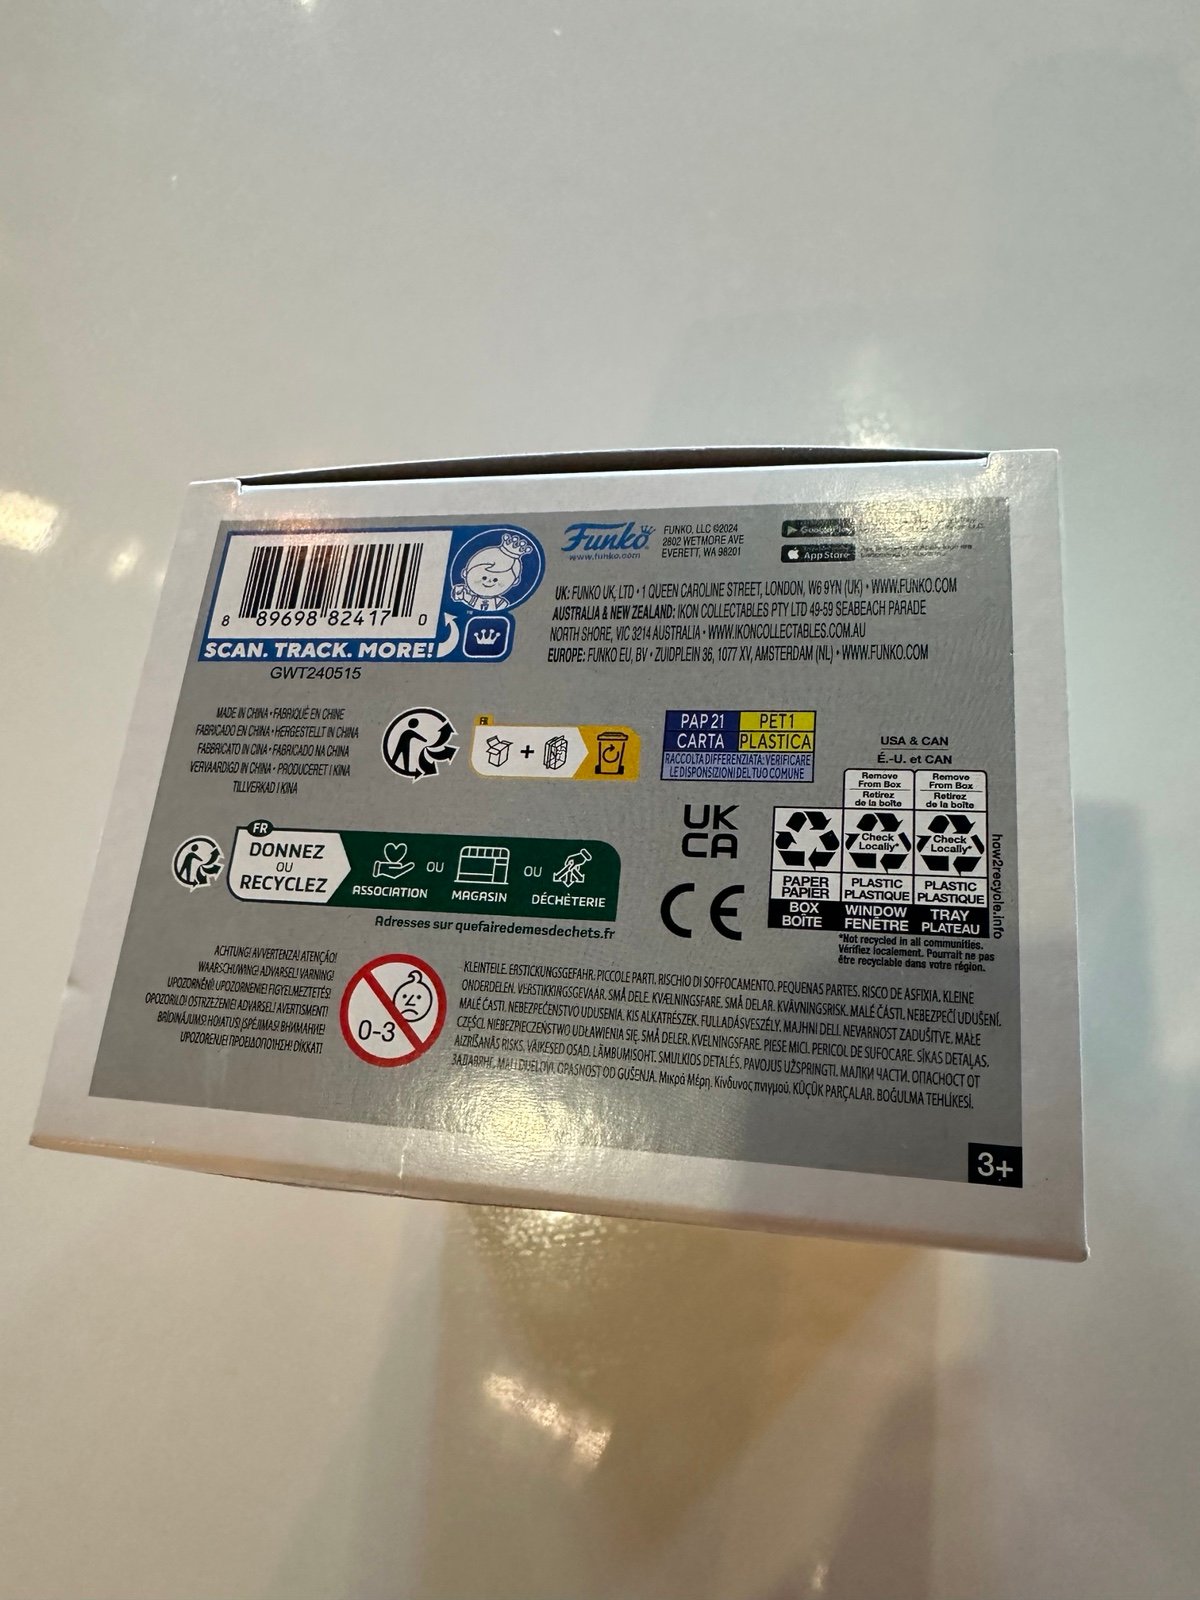 8 89698 82417 0
SCAN. TRACK. MORE!
GWT240515
Funko
www.funko.com
FUNKO, LLC ©2024
2802 WETMORE AVE
EVERETT, WA 98201
Google
App Store
UK: FUNKO UK, LTD • 1 QUEEN CAROLINE STREET, LONDON, W6 9YN (UK) • WWW.FUNKO.COM
AUSTRALIA & NEW ZEALAND: IKON COLLECTABLES PTY LTD 49-59 SEABEACH PARADE
NORTH SHORE, VIC 3214 AUSTRALIA • WWW.IKONCOLLECTABLES.COM.AU
EUROPE: FUNKO EU, BV • ZUIDPLEIN 36, 1077 XV, AMSTERDAM (NL) • WWW.FUNKO.COM
MADE IN CHINA • FABRIQUÉ EN CHINE
FABRICADO EN CHINA • HERGESTELLT IN CHINA
FABBRICATO IN CINA • FABRICADO NA CHINA
VERVAARDIGD IN CHINA • PRODUCERET I KINA
TILLVERKAD I KINA
FR
+
PAP 21 PET 1
CARTA PLASTICA
RACCOLTA DIFFERENZIATA: VERIFICARE
LE DISPOSIZIONI DEL TUO COMUNE
USA & CAN
É.-U. et CAN
Remove From Box
Retirez de la boîte
Remove From Box
Retirez de la boîte
Check Locally*
Check Locally*
PAPER PAPIER
PLASTIC PLASTIQUE
PLASTIC PLASTIQUE
BOX BOÎTE
WINDOW FENÊTRE
TRAY PLATEAU
how2recycle.info
*Not recycled in all communities.
Vérifiez localement. Pourrait ne pas
être recyclable dans votre région.
UK
CA
CE
FR
DONNEZ
OU
RECYCLEZ
ASSOCIATION
OU
MAGASIN
OU
DÉCHÈTERIE
Adresses sur quefairedemesdechets.fr
ACHTUNG! AVVERTENZA! ATENÇÃO!
WAARSCHUWING! ADVARSEL! VARNING!
UPOZORNĚNÍ! UPOZORNENIE! FIGYELMEZTETÉS!
OPOZORILO! OSTRZEŻENIE! ADVARSEL! AVERTISMENT!
BRĪDINĀJUMS! HOIATUS! ĮSPĖJIMAS! ВНИМАНИЕ!
UPOZORENJE! ΠΡΟΕΙΔΟΠΟΙΗΣΗ! DİKKAT!
0-3
KLEINTEILE. ERSTICKUNGSGEFAHR. PICCOLE PARTI. RISCHIO DI SOFFOCAMENTO. PEQUENAS PARTES. RISCO DE ASFIXIA. KLEINE
ONDERDELEN. VERSTIKKINGSGEVAAR. SMÅ DELE. KVÆLNINGSFARE. SMÅ DELAR. KVÄVNINGSRISK. MALÉ ČÁSTI. NEBEZPEČÍ UDUŠENÍ.
MALÉ ČASTI. NEBEZPEČENSTVO UDUSENIA. KIS ALKATRÉSZEK. FULLADÁSVESZÉLY. MAJHNI DELI. NEVARNOST ZADUŠITVE. MAŁE
CZĘŚCI. NIEBEZPIECZEŃSTWO UDŁAWIENIA SIĘ. SMÅ DELER. KVELNINGSFARE. PIESE MICI. PERICOL DE SUFOCARE. SĪKAS DETAĻAS.
AIZRĪŠANĀS RISKS. VÄIKESED OSAD. LÄMBUMISOHT. SMULKIOS DETALĖS. PAVOJUS UŽSPRINGTI. МАЛКИ ЧАСТИ. ОПАСНОСТ ОТ
ЗАДАВЯНЕ. MALI DIJELOVI. OPASNOST OD GUŠENJA. Μικρά Μέρη. Κίνδυνος πνιγμού. KÜÇÜK PARÇALAR. BOĞULMA TEHLİKESİ.
3+